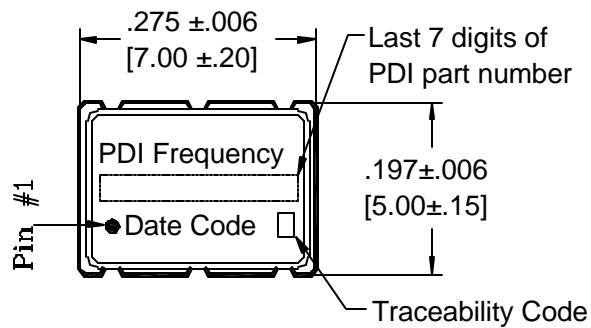 .275 ±.006
[7.00 ±.20]
Last 7 digits of
PDI part number
PDI Frequency
.197±.006
[5.00±.15]
Pin #1
Date Code
Traceability Code